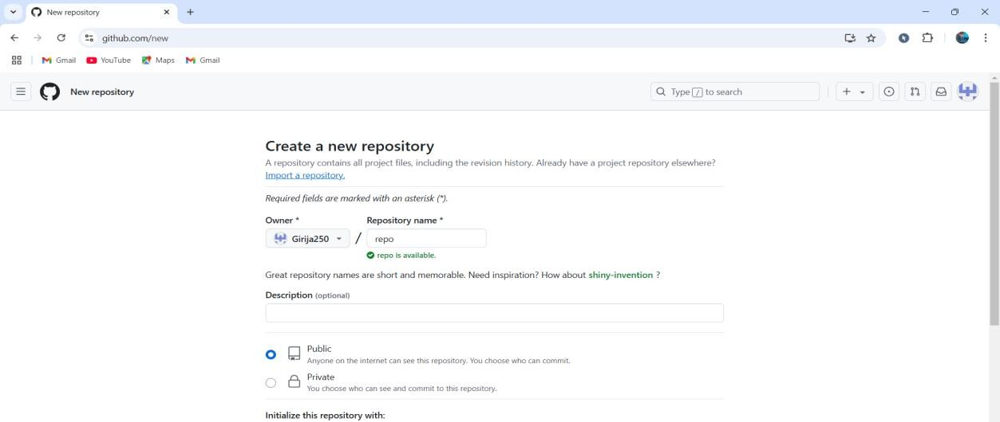 New repository
github.com/new
Gmail YouTube Maps Gmail
New repository
Type / to search
Create a new repository
A repository contains all project files, including the revision history. Already have a project repository elsewhere?
Import a repository.
Required fields are marked with an asterisk (*).
Owner * Repository name *
Girija250 / repo
repo is available.
Great repository names are short and memorable. Need inspiration? How about shiny-invention ?
Description (optional)
Public
Anyone on the internet can see this repository. You choose who can commit.
Private
You choose who can see and commit to this repository.
Initialize this repository with: